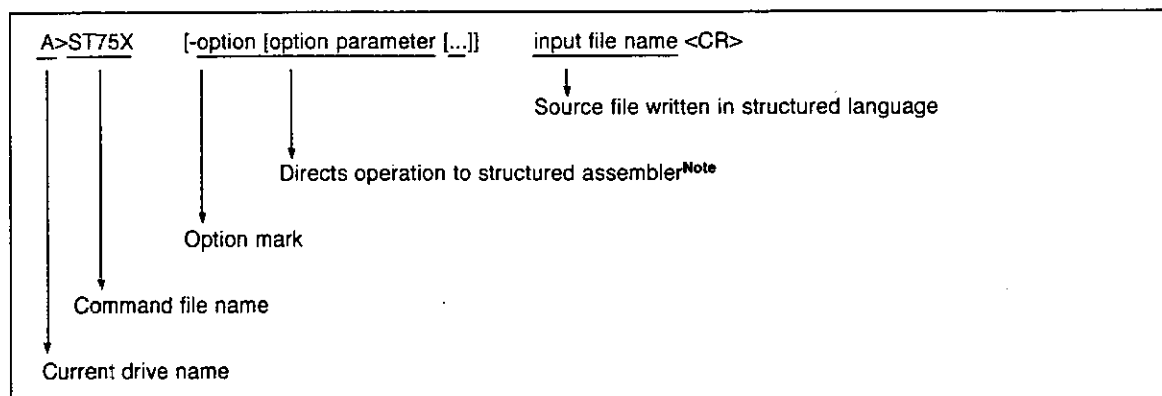 A>ST75X [-option [option parameter [...]} input file name <CR>
Source file written in structured language
Directs operation to structured assemblerNote
Option mark
Command file name
Current drive name